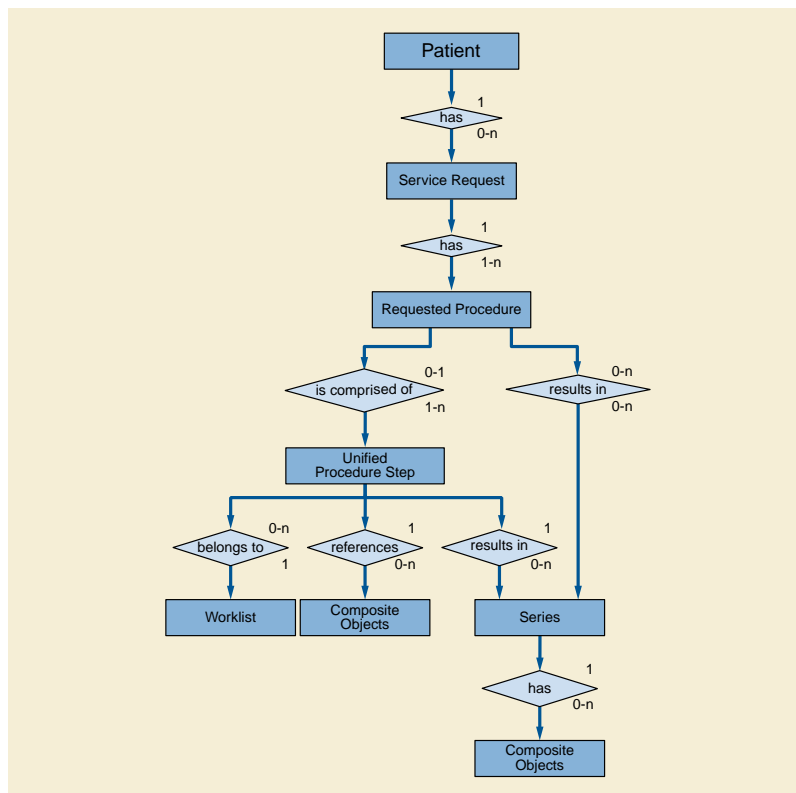 Patient
1
has
0-n
Service Request
1
has
1-n
Requested Procedure
0-1
is comprised of
1-n
0-n
results in
0-n
Unified
Procedure Step
0-n
belongs to
1
1
references
0-n
1
results in
0-n
Worklist
Composite
Objects
Series
1
has
0-n
Composite
Objects